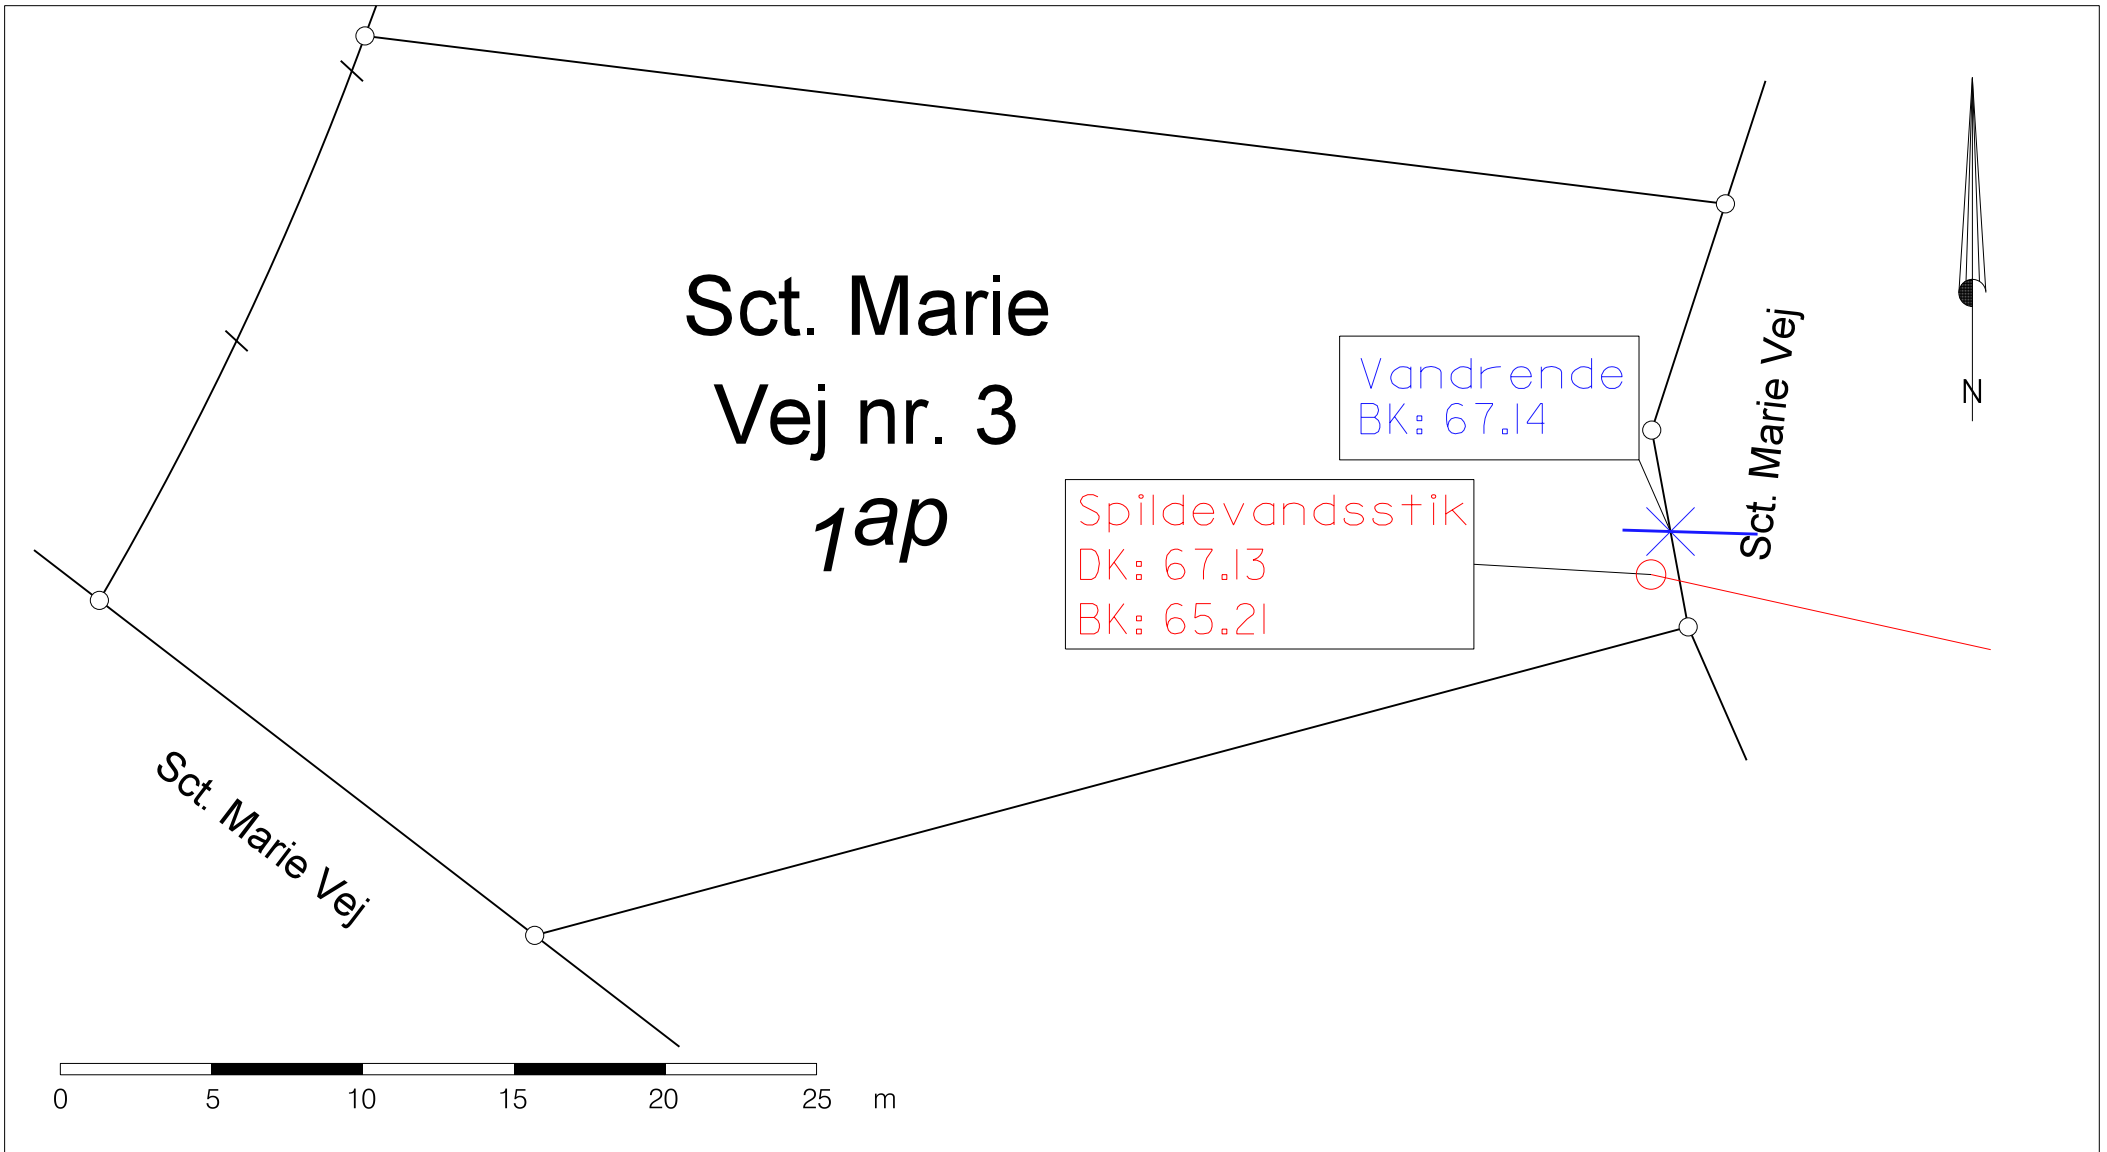 Sct. Marie
Vej nr. 3
1ap
Vandrende
BK: 67.14
Spildevandsstik
DK: 67.13
BK: 65.21
Sct. Marie Vej
N
Sct. Marie Vej
0 5 10 15 20 25 m